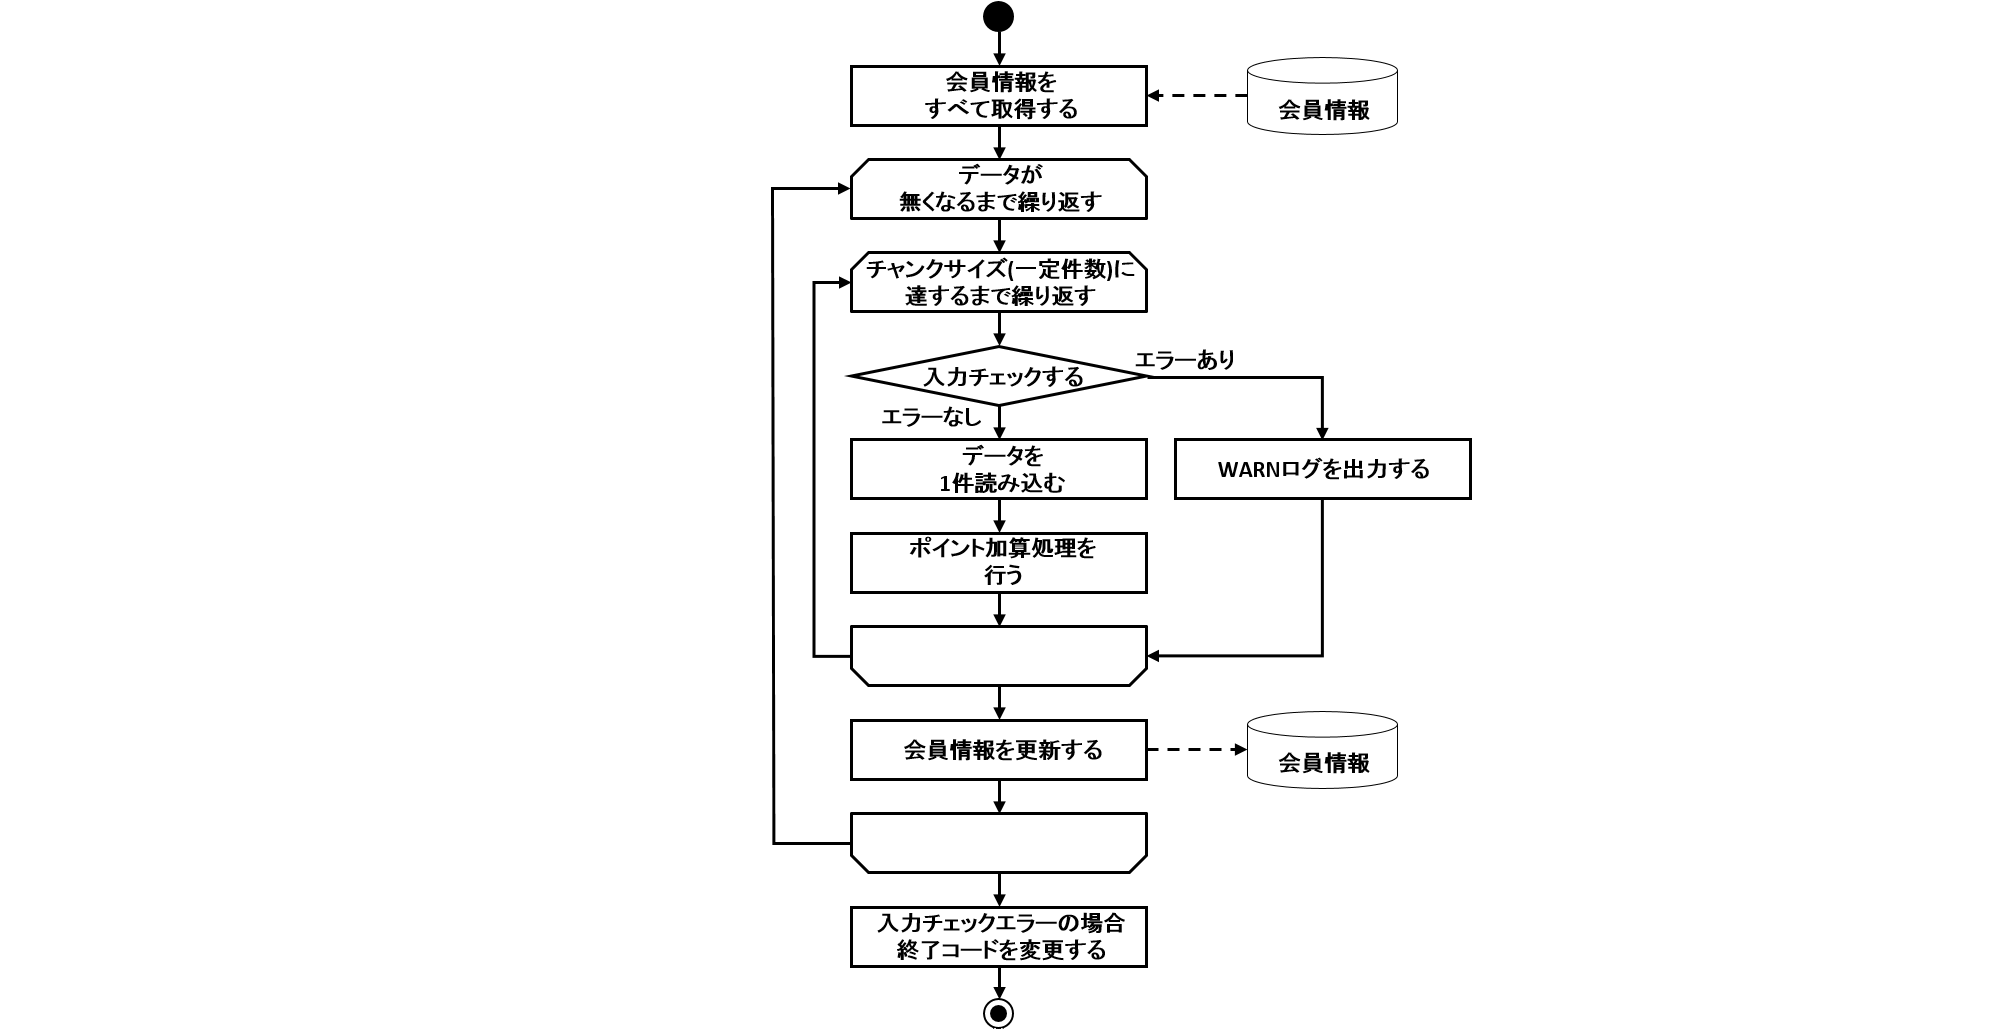 会員情報を
すべて取得する
会員情報
データが
無くなるまで繰り返す
チャンクサイズ(一定件数)に
達するまで繰り返す
入力チェックする
エラーあり
エラーなし
データを
1件読み込む
WARNログを出力する
ポイント加算処理を
行う
会員情報を更新する
会員情報
入力チェックエラーの場合
終了コードを変更する